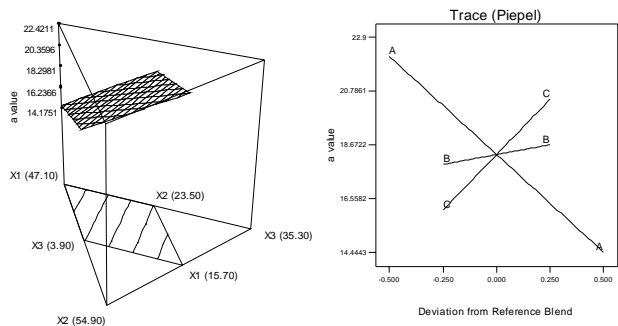 22.4211
20.3596
18.2981
16.2366
14.1751
a value
X1 (47.10)
X2 (23.50)
X3 (3.90)
X3 (35.30)
X1 (15.70)
X2 (54.90)
Trace (Piepel)
22.9
20.7861
18.6722
16.5582
14.4443
a value
A
C
B
B
C
A
-0.500
-0.250
0.000
0.250
0.500
Deviation from Reference Blend